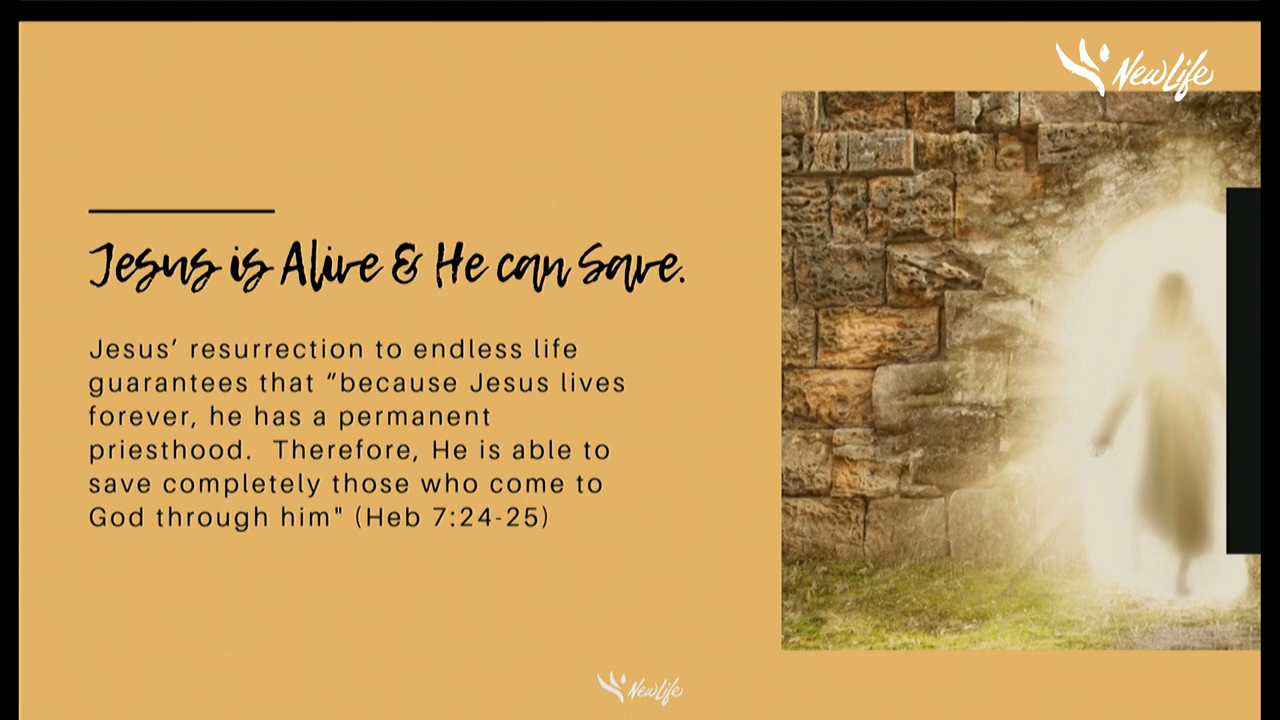 NewLife
Jesus is Alive & He can Save.
Jesus’ resurrection to endless life
guarantees that “because Jesus lives
forever, he has a permanent
priesthood.  Therefore, He is able to
save completely those who come to
God through him" (Heb 7:24-25)
NewLife